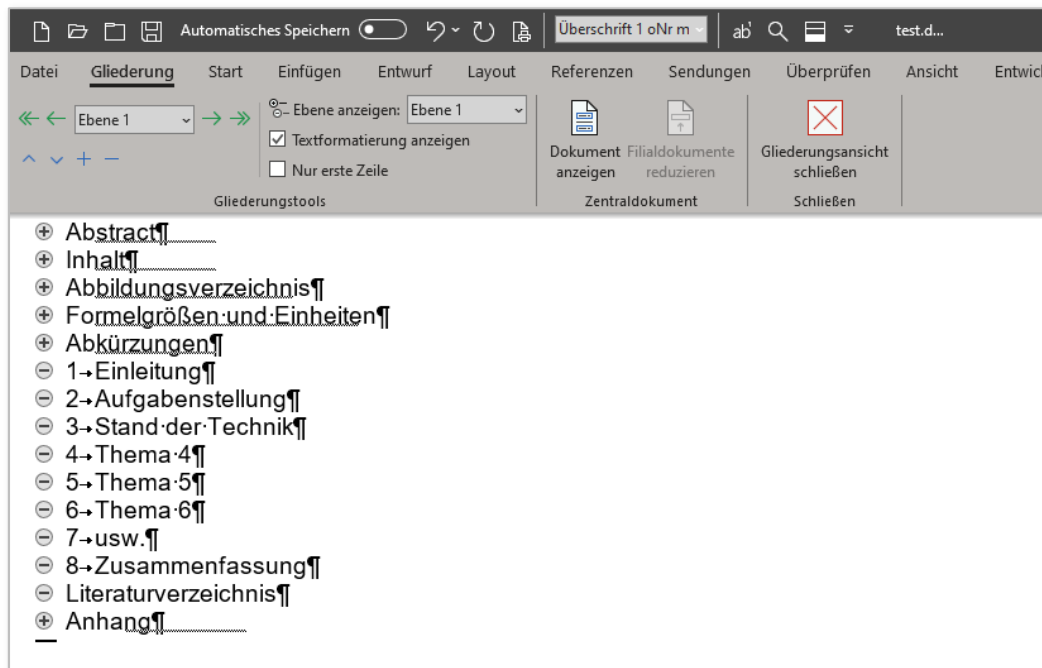 Automatisches Speichern Überschrift 1 oNr m ab test.d...
Datei Gliederung Start Einfügen Entwurf Layout Referenzen Sendungen Überprüfen Ansicht Entwic
Ebene 1 Ebene anzeigen: Ebene 1
Textformatierung anzeigen
Nur erste Zeile
Gliederungstools
Dokument anzeigen
Filialdokumente reduzieren
Zentraldokument
Gliederungsansicht schließen
Schließen
Abstract¶
Inhalt¶
Abbildungsverzeichnis¶
Formelgrößen·und·Einheiten¶
Abkürzungen¶
1→Einleitung¶
2→Aufgabenstellung¶
3→Stand·der·Technik¶
4→Thema·4¶
5→Thema·5¶
6→Thema·6¶
7→usw.¶
8→Zusammenfassung¶
Literaturverzeichnis¶
Anhang¶